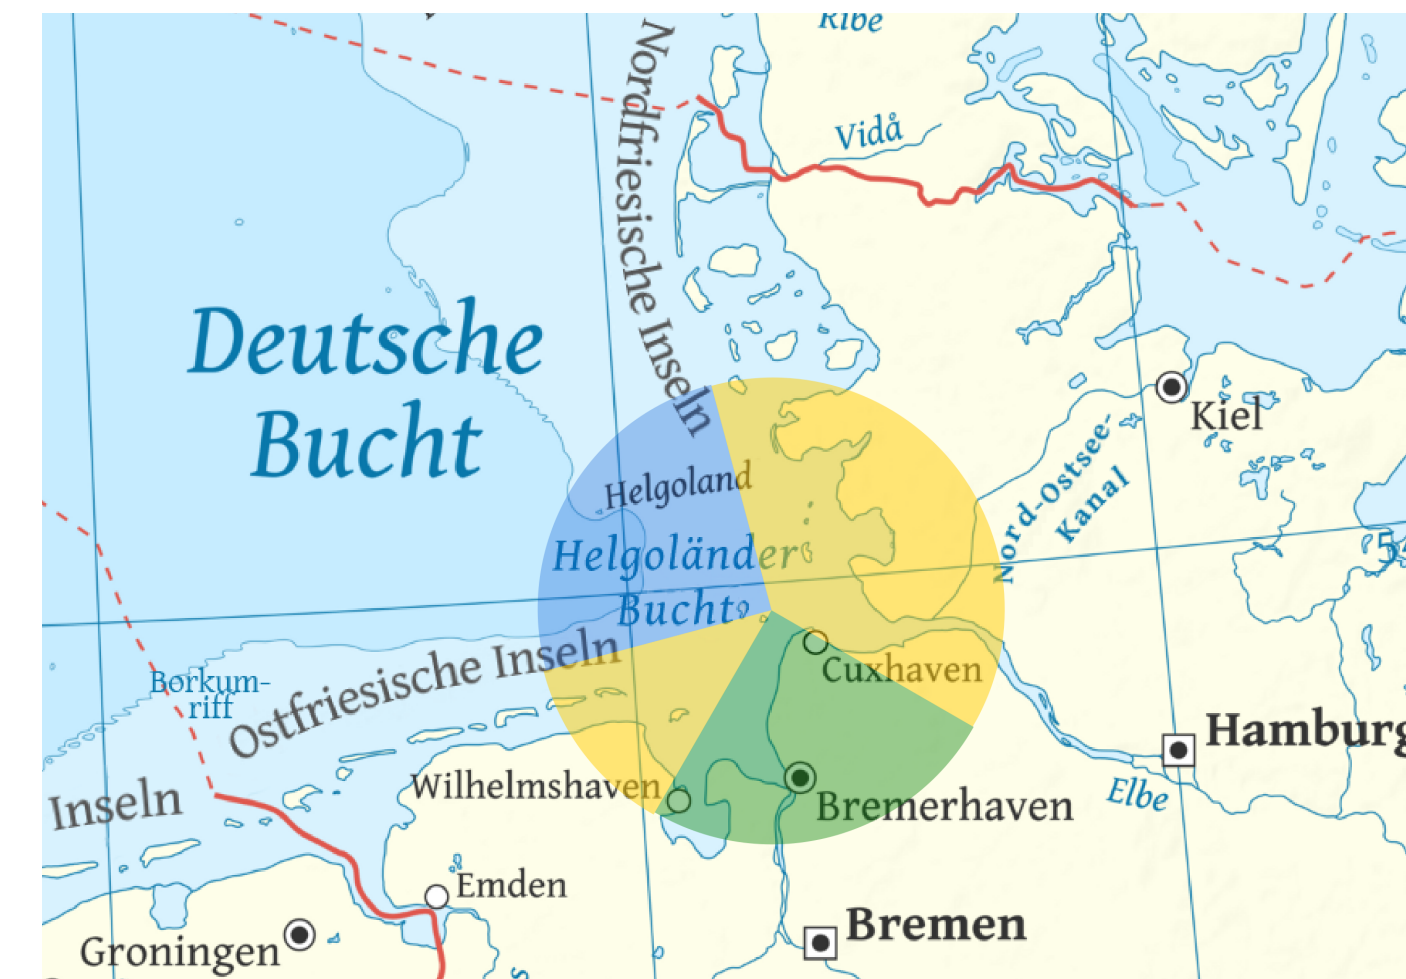 Ribe
Nordfriesische Inseln
Vidå
Deutsche
Bucht
Kiel
Nord-Ostsee-
Kanal
Helgoland
Helgoländer
Bucht
Ostfriesische Inseln
Cuxhaven
Borkum-
riff
Hamburg
Elbe
Wilhelmshaven
Inseln
Bremerhaven
Emden
Bremen
Groningen